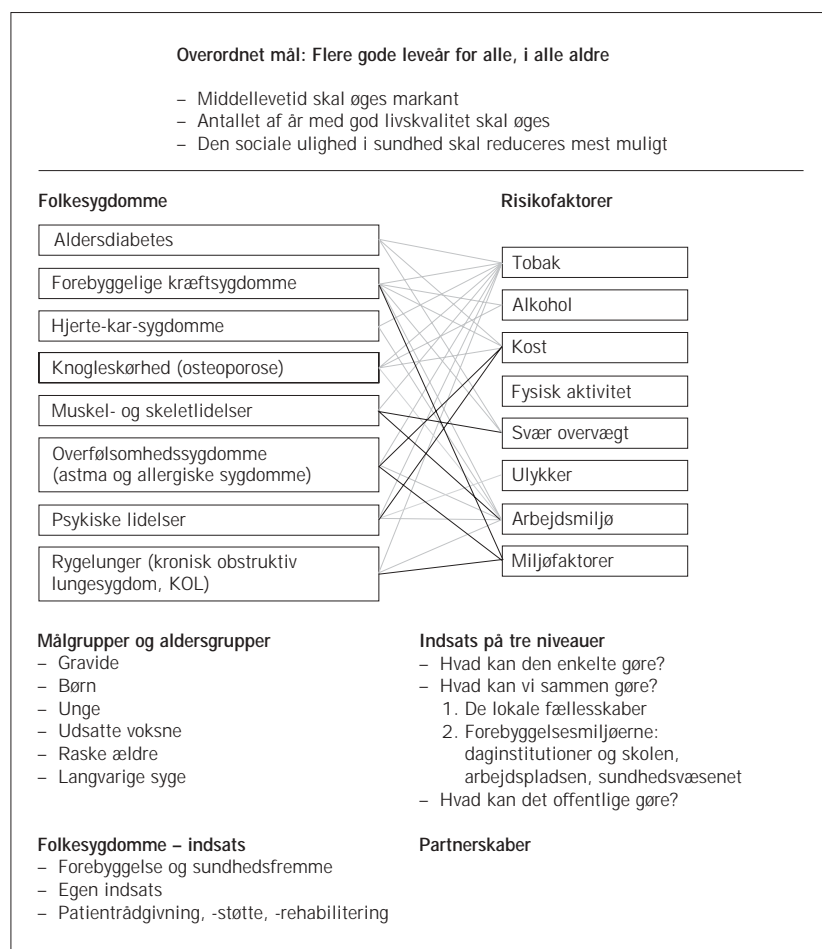 Overordnet mål: Flere gode leveår for alle, i alle aldre
– Middellevetid skal øges markant
– Antallet af år med god livskvalitet skal øges
– Den sociale ulighed i sundhed skal reduceres mest muligt
Folkesygdomme
Aldersdiabetes
Forebyggelige kræftsygdomme
Hjerte-kar-sygdomme
Knogleskørhed (osteoporose)
Muskel- og skeletlidelser
Overfølsomhedssygdomme
(astma og allergiske sygdomme)
Psykiske lidelser
Rygelunger (kronisk obstruktiv
lungesygdom, KOL)
Risikofaktorer
Tobak
Alkohol
Kost
Fysisk aktivitet
Svær overvægt
Ulykker
Arbejdsmiljø
Miljøfaktorer
Målgrupper og aldersgrupper
– Gravide
– Børn
– Unge
– Udsatte voksne
– Raske ældre
– Langvarige syge
Indsats på tre niveauer
– Hvad kan den enkelte gøre?
– Hvad kan vi sammen gøre?
1. De lokale fællesskaber
2. Forebyggelsesmiljøerne:
daginstitutioner og skolen,
arbejdspladsen, sundhedsvæsenet
– Hvad kan det offentlige gøre?
Folkesygdomme – indsats
– Forebyggelse og sundhedsfremme
– Egen indsats
– Patientrådgivning, -støtte, -rehabilitering
Partnerskaber